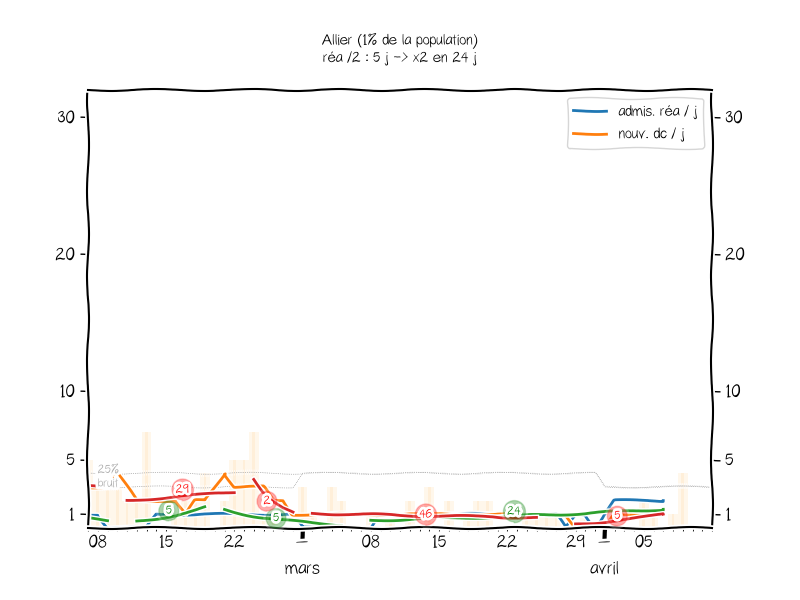 Allier (1% de la population)
réa /2 : 5 j -> x2 en 24 j
admis. réa / j
nouv. dc / j
30 30
20 20
10 10
5 5
1 1
25%
bruit
29
5
2
5
46
24
5
08 15 22 08 15 22 29 05
mars avril